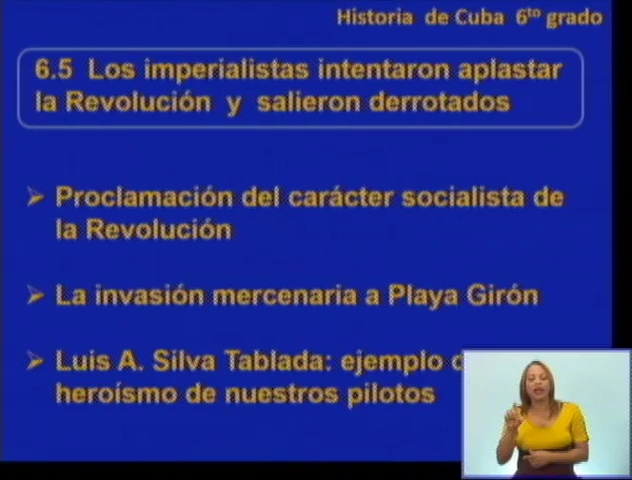 Historia de Cuba 6to grado
6.5 Los imperialistas intentaron aplastar
la Revolución y salieron derrotados
➢ Proclamación del carácter socialista de
la Revolución
➢ La invasión mercenaria a Playa Girón
➢ Luis A. Silva Tablada: ejemplo
heroísmo de nuestros pilotos